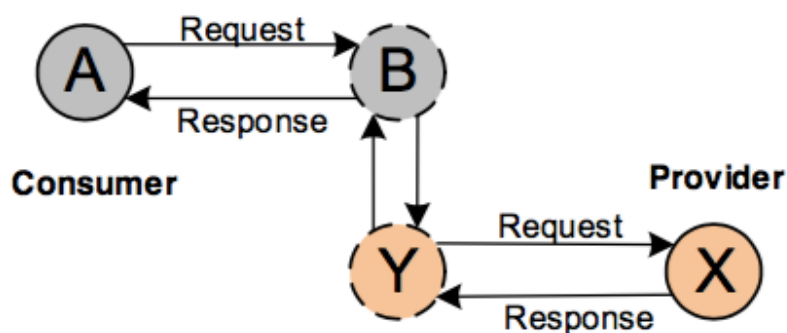 Request
A
B
Response
Consumer
Provider
Request
Y
X
Response